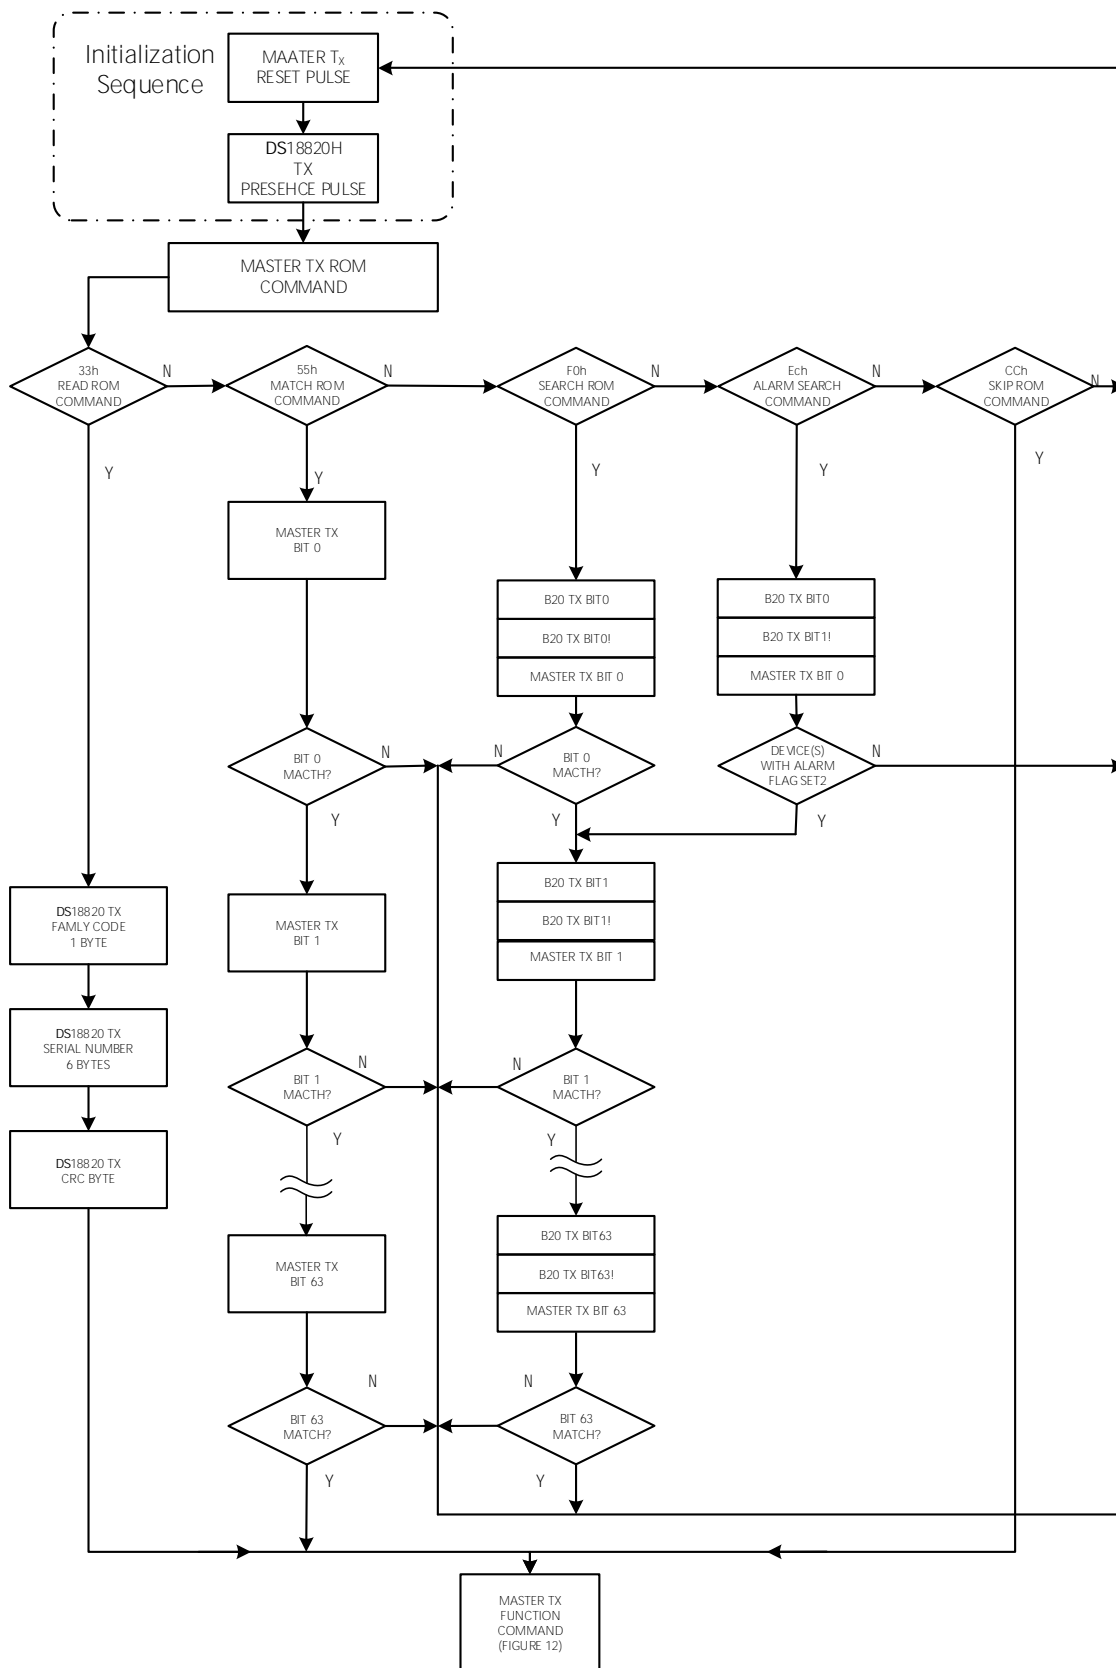 Initialization
Sequence
MAATER TX
RESET PULSE
DS18820H
TX
PRESEHCE PULSE
MASTER TX ROM
COMMAND
33h
READ ROM
COMMAND
N
55h
MATCH ROM
COMMAND
N
F0h
SEARCH ROM
COMMAND
N
Ech
ALARM SEARCH
COMMAND
N
CCh
SKIP ROM
COMMAND
N
Y
Y
Y
Y
Y
MASTER TX
BIT 0
B20 TX BIT0
B20 TX BIT0!
MASTER TX BIT 0
B20 TX BIT0
B20 TX BIT1!
MASTER TX BIT 0
BIT 0
MACTH?
N
N
BIT 0
MACTH?
DEVICE(S)
WITH ALARM
FLAG SET2
N
Y
Y
Y
DS18820 TX
FAMLY CODE
1 BYTE
MASTER TX
BIT 1
B20 TX BIT1
B20 TX BIT1!
MASTER TX BIT 1
DS18820 TX
SERIAL NUMBER
6 BYTES
BIT 1
MACTH?
N
N
BIT 1
MACTH?
Y
Y
DS18820 TX
CRC BYTE
MASTER TX
BIT 63
B20 TX BIT63
B20 TX BIT63!
MASTER TX BIT 63
BIT 63
MATCH?
N
N
BIT 63
MATCH?
Y
Y
MASTER TX
FUNCTION
COMMAND
(FIGURE 12)